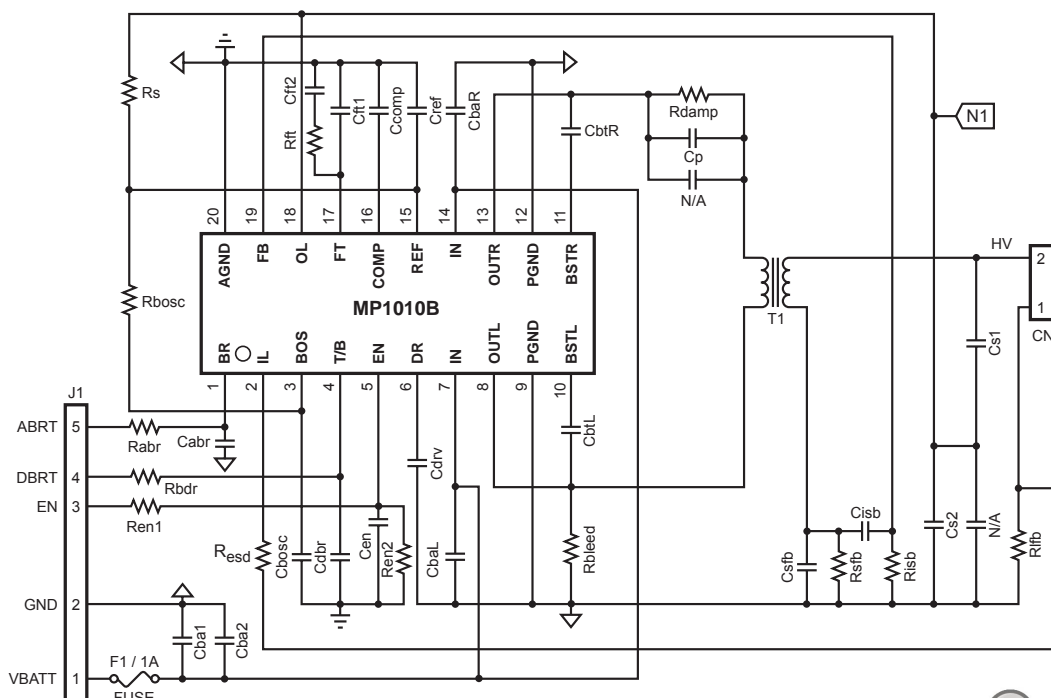 Rs
Cft2
Rft
Cft1
Ccomp
Cref
CbaR
CbtR
Rdamp
Cp
N/A
N1
20
19
18
17
16
15
14
13
12
11
AGND
FB
OL
FT
COMP
REF
IN
OUTR
PGND
BSTR
MP1010B
BR
IL
BOS
T/B
EN
DR
IN
OUTL
PGND
BSTL
1
2
3
4
5
6
7
8
9
10
Rbosc
T1
HV
2
1
CN
Cs1
J1
ABRT 5
DBRT 4
EN 3
GND 2
VBATT 1
Rabr
Cabr
Rbdr
Ren1
Resd
Cbosc
Cdbr
Cen
Ren2
Cdrv
CbaL
CbtL
Rbleed
Csfb
Rsfb
Cisb
Risb
Cs2
N/A
Rlfb
Cba1
Cba2
F1 / 1A
FUSE